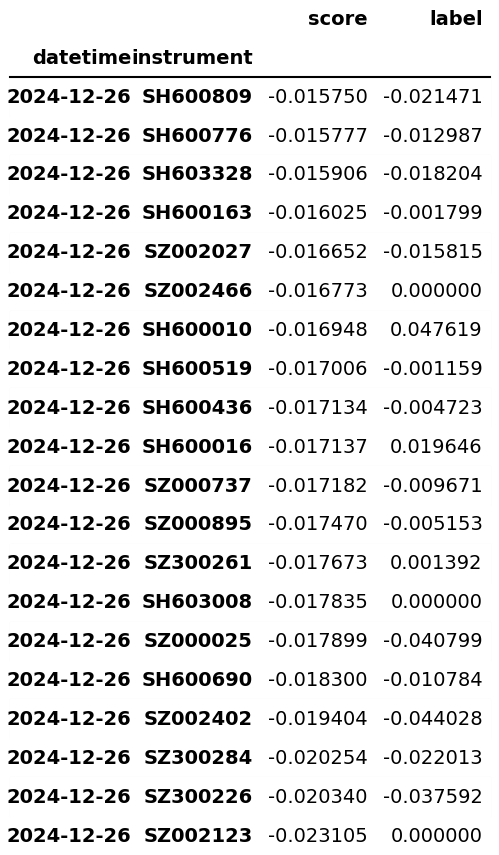 score label
datetime instrument
2024-12-26 SH600809 -0.015750 -0.021471
2024-12-26 SH600776 -0.015777 -0.012987
2024-12-26 SH603328 -0.015906 -0.018204
2024-12-26 SH600163 -0.016025 -0.001799
2024-12-26 SZ002027 -0.016652 -0.015815
2024-12-26 SZ002466 -0.016773 0.000000
2024-12-26 SH600010 -0.016948 0.047619
2024-12-26 SH600519 -0.017006 -0.001159
2024-12-26 SH600436 -0.017134 -0.004723
2024-12-26 SH600016 -0.017137 0.019646
2024-12-26 SZ000737 -0.017182 -0.009671
2024-12-26 SZ000895 -0.017470 -0.005153
2024-12-26 SZ300261 -0.017673 0.001392
2024-12-26 SH603008 -0.017835 0.000000
2024-12-26 SZ000025 -0.017899 -0.040799
2024-12-26 SH600690 -0.018300 -0.010784
2024-12-26 SZ002402 -0.019404 -0.044028
2024-12-26 SZ300284 -0.020254 -0.022013
2024-12-26 SZ300226 -0.020340 -0.037592
2024-12-26 SZ002123 -0.023105 0.000000